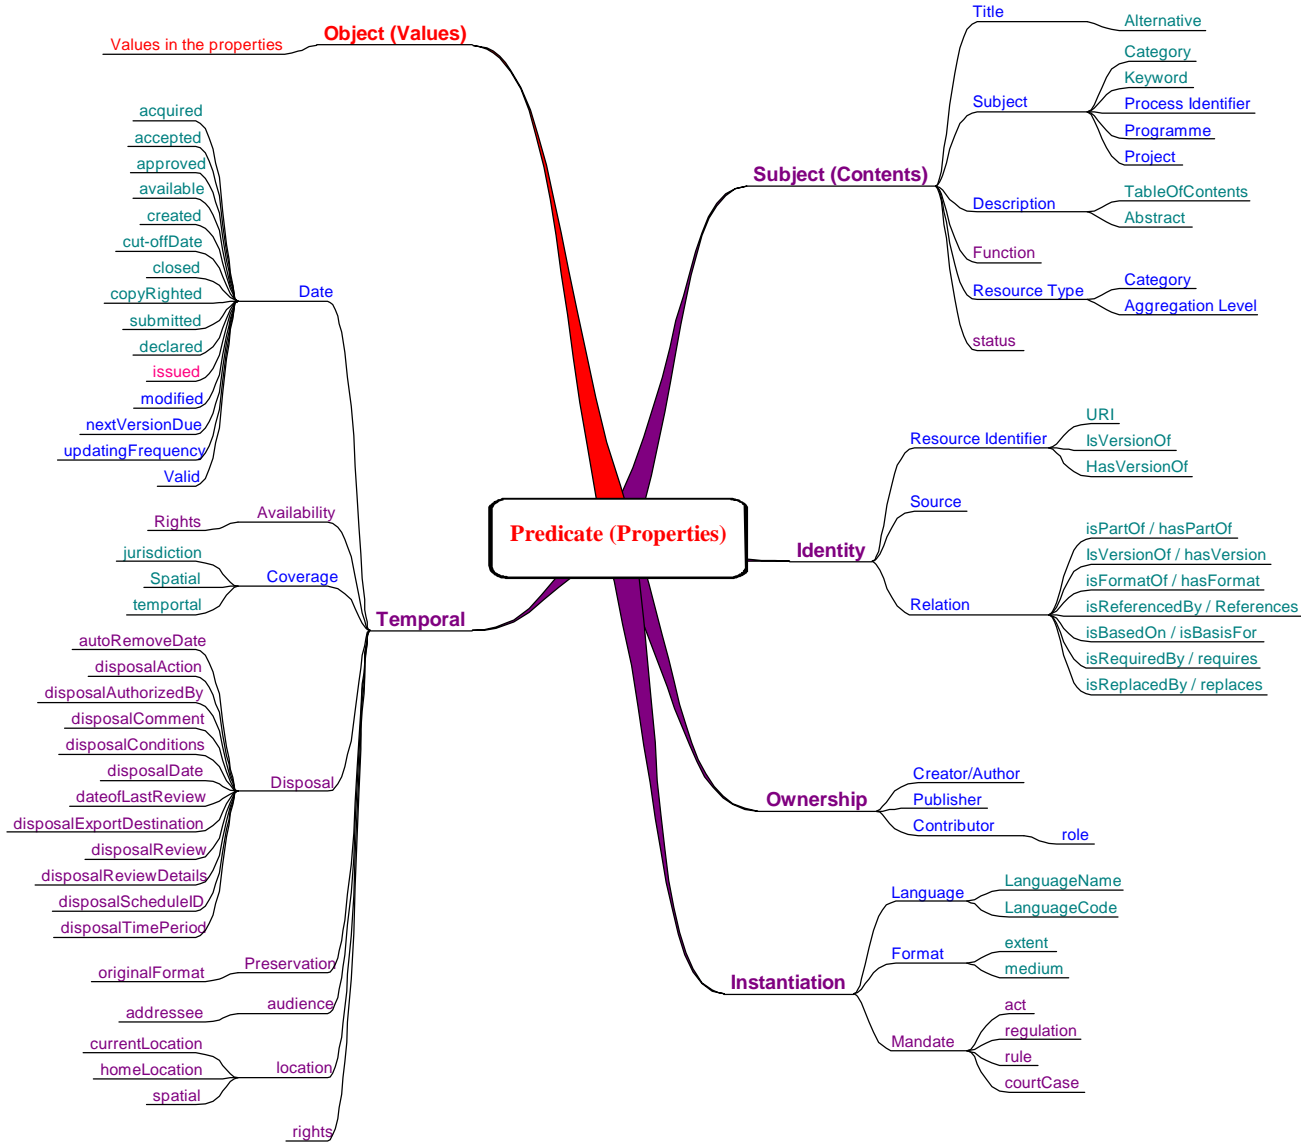 Object (Values)
Values in the properties
Predicate (Properties)
Subject (Contents)
Title
Alternative
Subject
Category
Keyword
Process Identifier
Programme
Project
Description
TableOfContents
Abstract
Function
Resource Type
Category
Aggregation Level
status
Identity
Resource Identifier
URI
IsVersionOf
HasVersionOf
Source
Relation
isPartOf / hasPartOf
IsVersionOf / hasVersion
isFormatOf / hasFormat
isReferencedBy / References
isBasedOn / isBasisFor
isRequiredBy / requires
isReplacedBy / replaces
Ownership
Creator/Author
Publisher
Contributor
role
Instantiation
Language
LanguageName
LanguageCode
Format
extent
medium
Mandate
act
regulation
rule
courtCase
Temporal
Date
acquired
accepted
approved
available
created
cut-offDate
closed
copyRighted
submitted
declared
issued
modified
nextVersionDue
updatingFrequency
Valid
Availability
Rights
Coverage
jurisdiction
Spatial
temportal
Disposal
autoRemoveDate
disposalAction
disposalAuthorizedBy
disposalComment
disposalConditions
disposalDate
dateofLastReview
disposalExportDestination
disposalReview
disposalReviewDetails
disposalScheduleID
disposalTimePeriod
Preservation
originalFormat
audience
addressee
location
currentLocation
homeLocation
spatial
rights